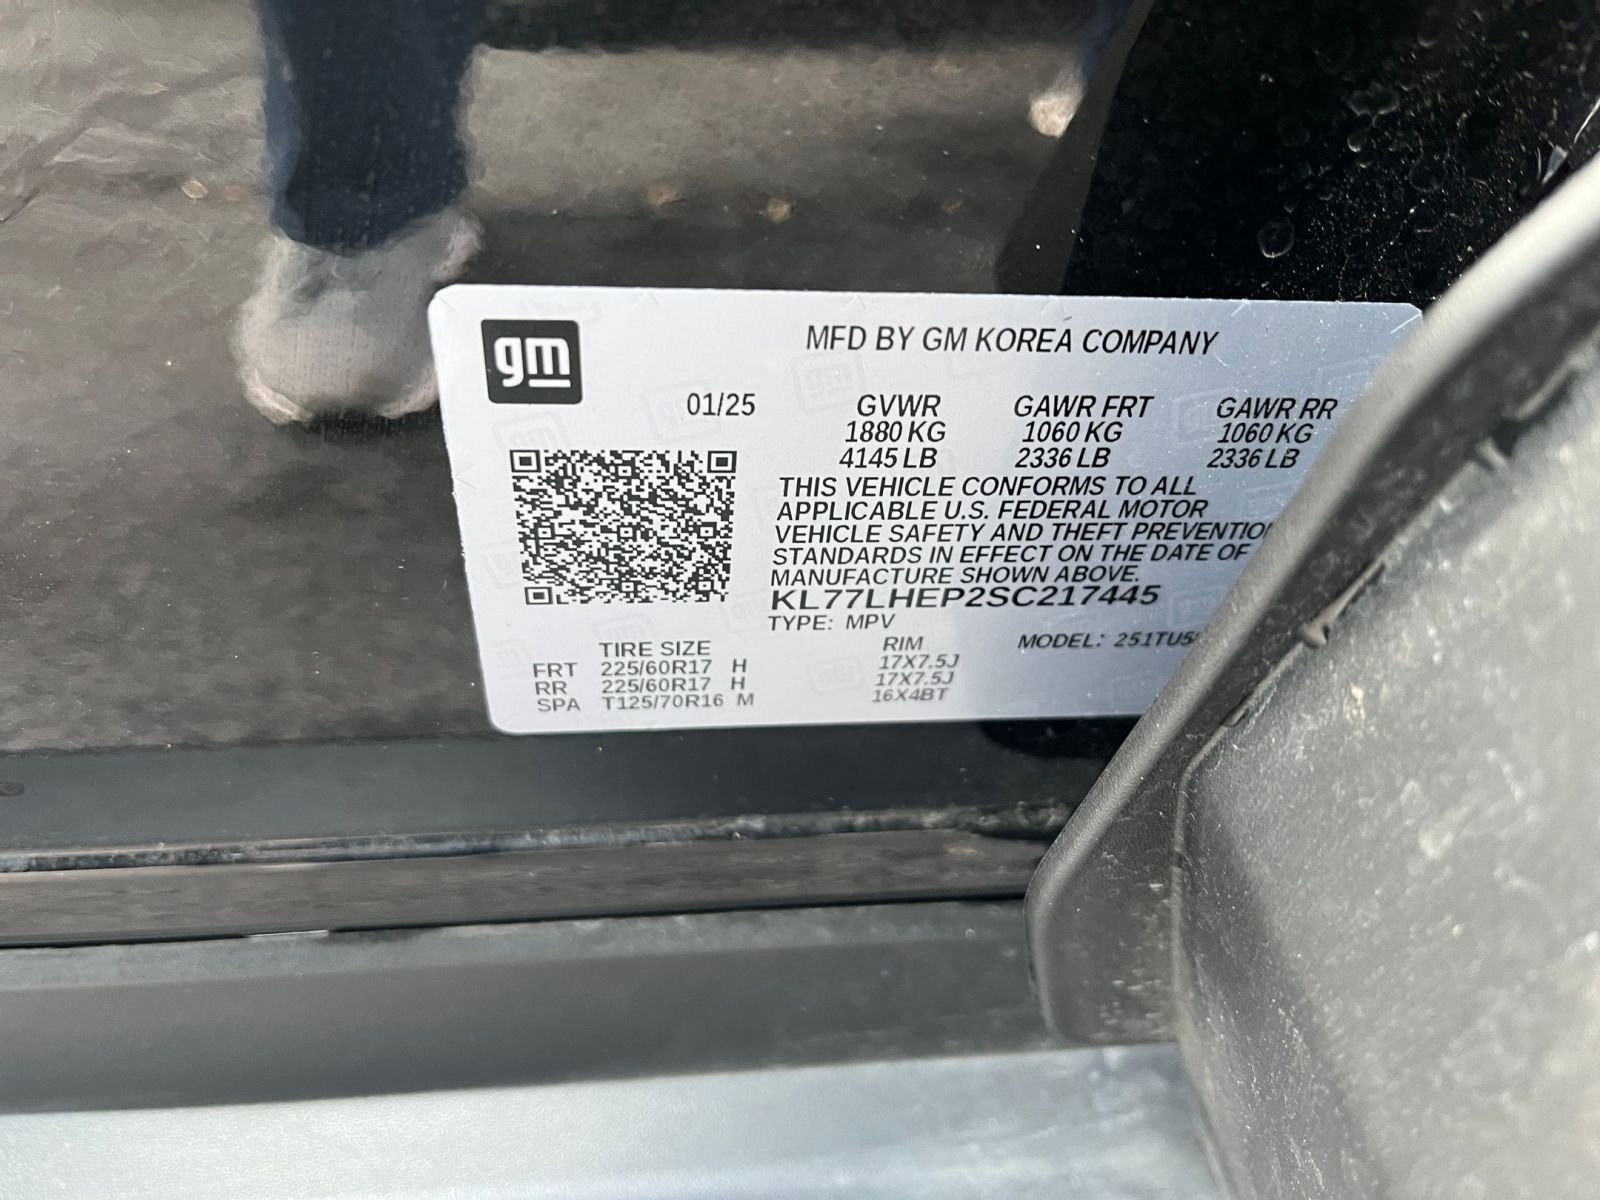 gm
MFD BY GM KOREA COMPANY
01/25 GVWR GAWR FRT GAWR RR
1880 KG 1060 KG 1060 KG
4145 LB 2336 LB 2336 LB
THIS VEHICLE CONFORMS TO ALL
APPLICABLE U.S. FEDERAL MOTOR
VEHICLE SAFETY AND THEFT PREVENTION
STANDARDS IN EFFECT ON THE DATE OF
MANUFACTURE SHOWN ABOVE.
KL77LHEP2SC217445
TYPE: MPV
MODEL: 251TU5
TIRE SIZE RIM
FRT 225/60R17 H 17X7.5J
RR 225/60R17 H 17X7.5J
SPA T125/70R16 M 16X4BT